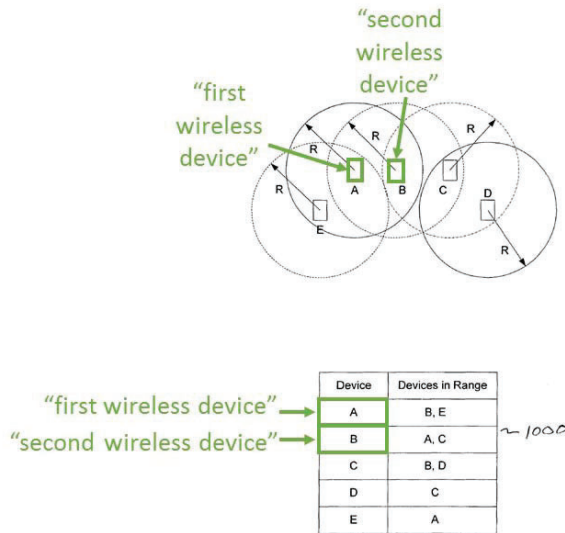 “second
wireless
device”
“first
wireless
device”
R
R
R
R
A
B
C
D
E
R
Device Devices in Range
“first wireless device” A B, E
“second wireless device” B A, C
~ 1000
C B, D
D C
E A